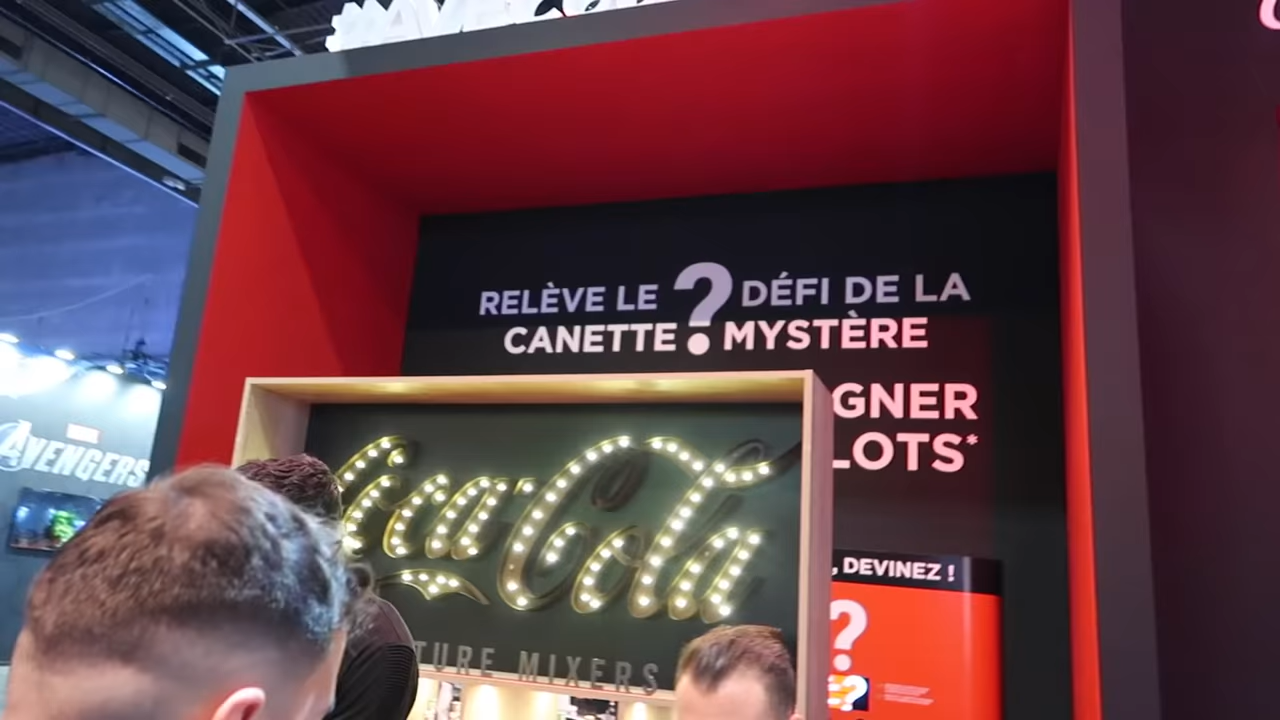 RELÈVE LE ? DÉFI DE LA
CANETTE MYSTÈRE
GNER
LOTS*
Coca-Cola
TURE MIXERS
, DEVINEZ !
?
?
AVENGERS